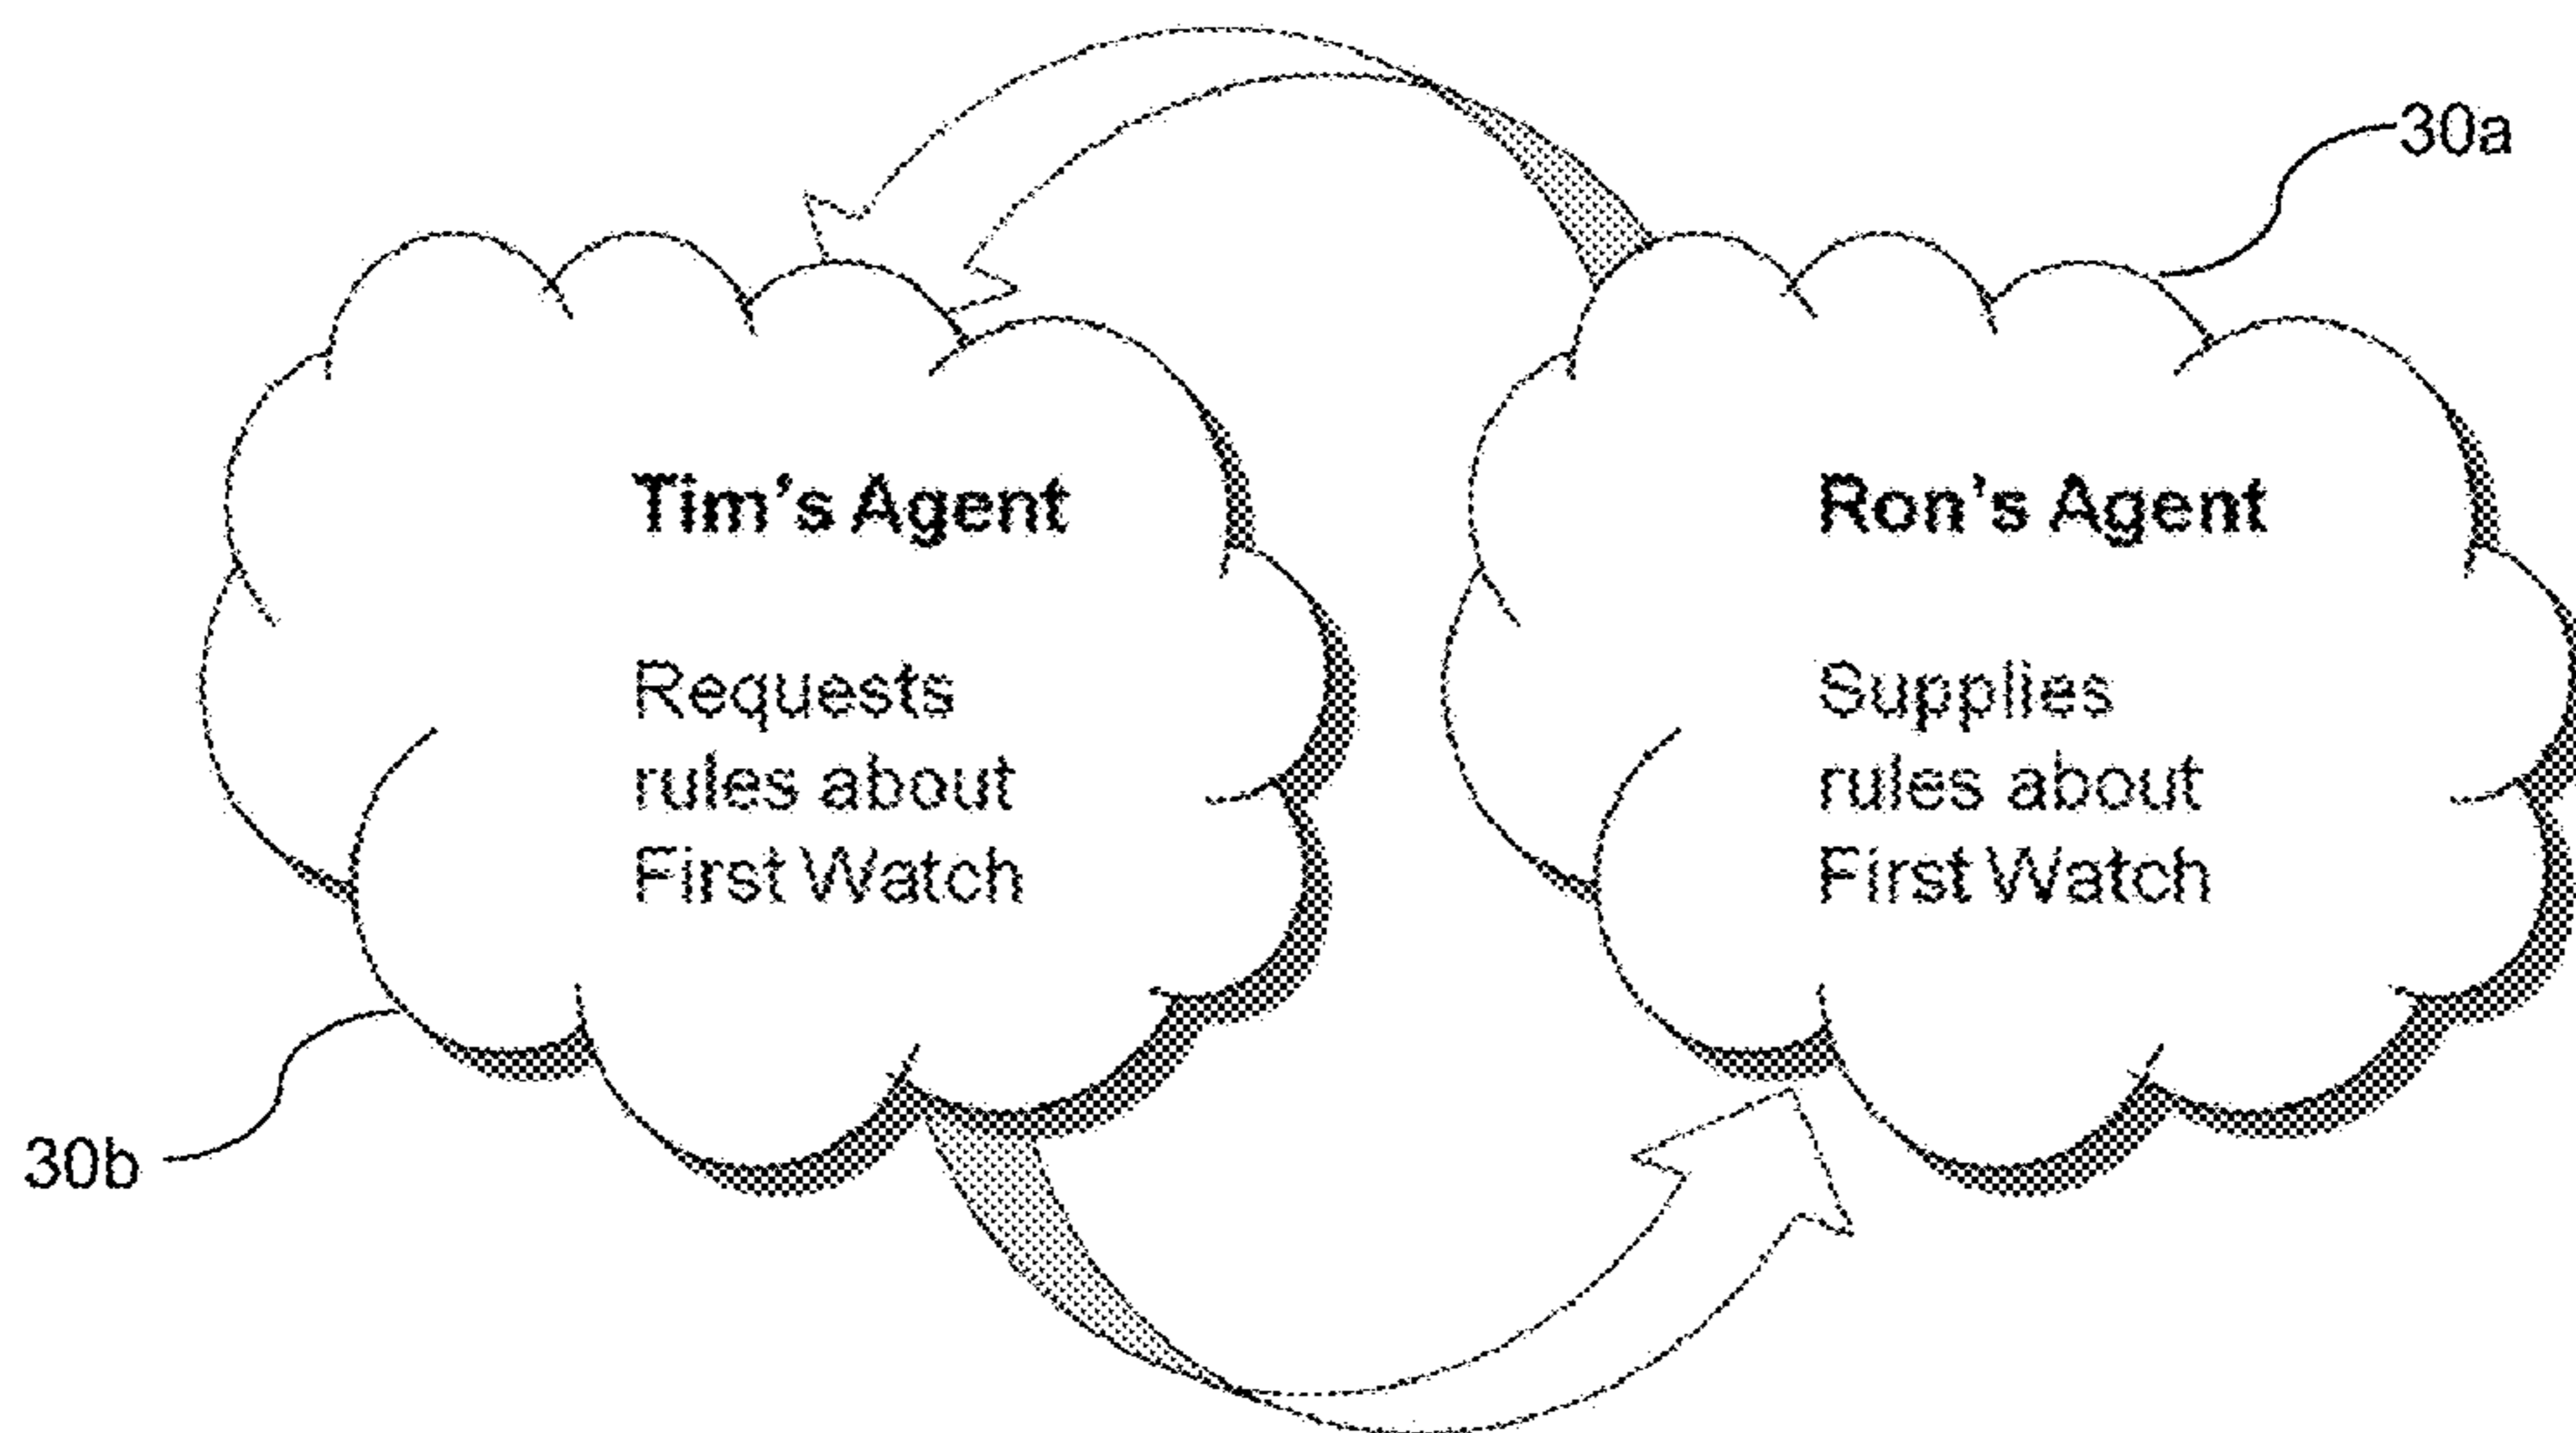 30a
Tim's Agent
Requests
rules about
First Watch
Ron's Agent
Supplies
rules about
First Watch
30b